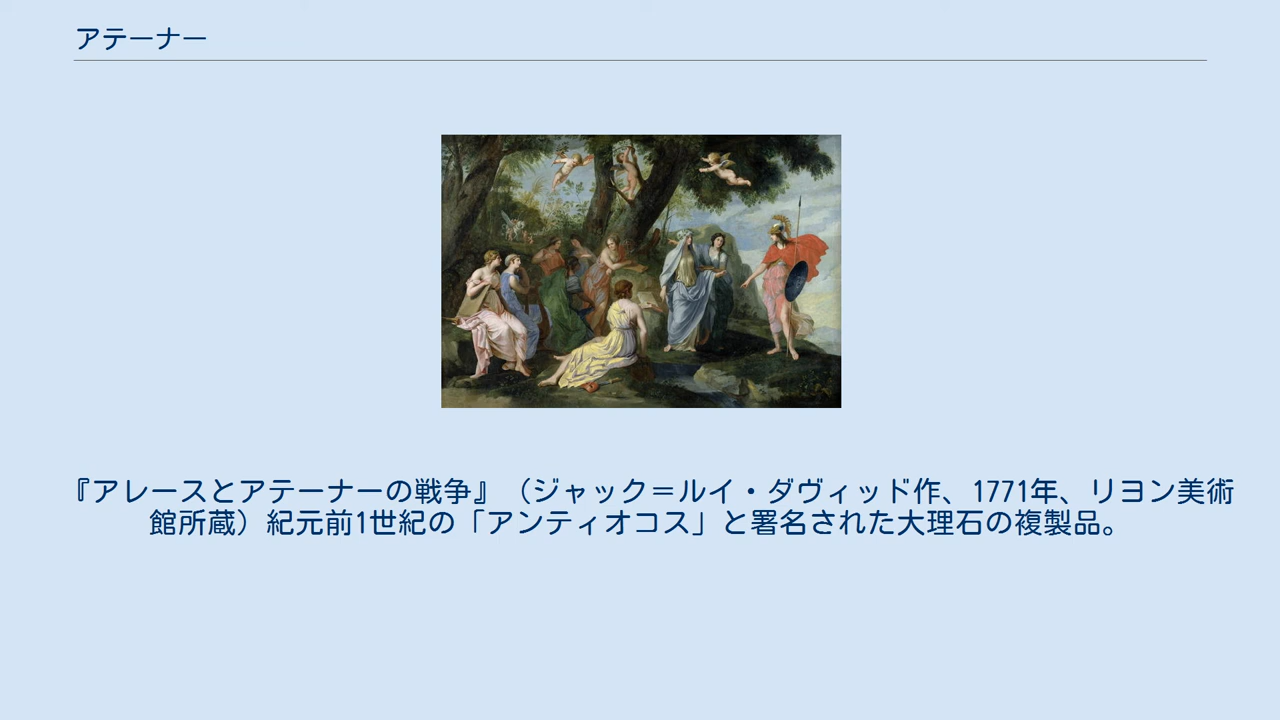 アテーナー
『アレースとアテーナーの戦争』（ジャック＝ルイ・ダヴィッド作、1771年、リヨン美術
館所蔵）紀元前1世紀の「アンティオコス」と署名された大理石の複製品。